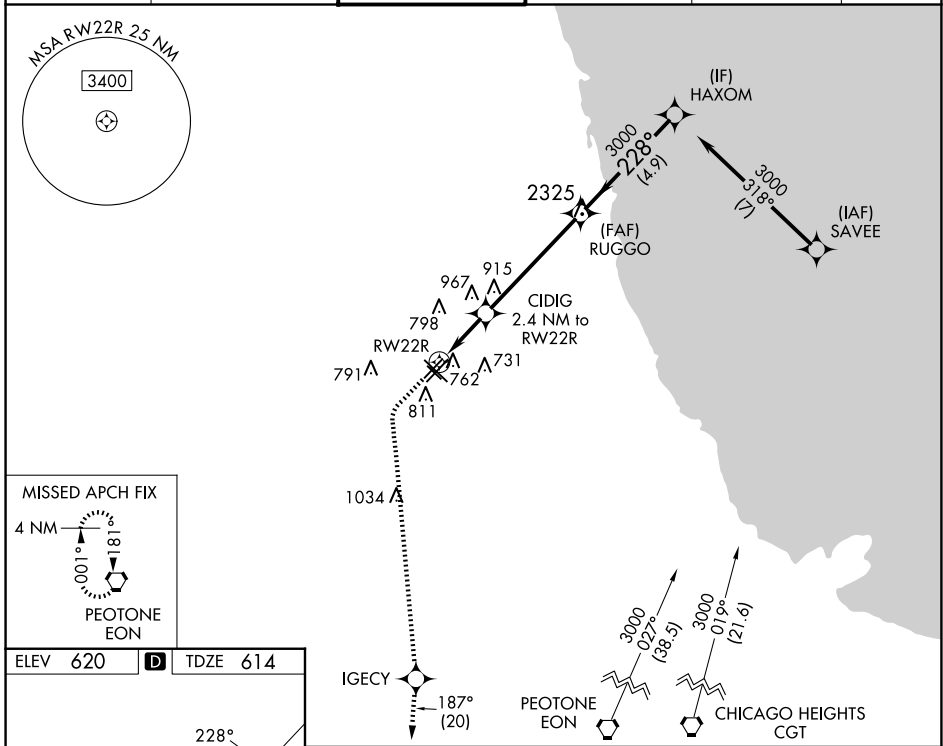 MSA RW22R 25 NM
3400
(IF)
HAXOM
3000
228°
(4.9)
3000
318°
(7)
(IAF)
SAVEE
2325
(FAF)
RUGGO
967
915
798
CIDIG
2.4 NM to
RW22R
RW22R
791
762
731
811
1034
MISSED APCH FIX
4 NM
001°
181°
PEOTONE
EON
IGECY
187°
(20)
3000
027°
(38.5)
PEOTONE
EON
3000
019°
(21.6)
CHICAGO HEIGHTS
CGT
ELEV 620 D TDZE 614
228°